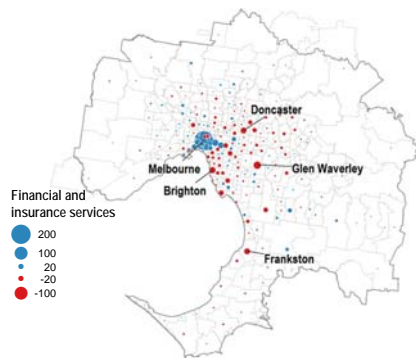 Doncaster
Melbourne
Glen Waverley
Brighton
Financial and
insurance services
200
100
20
-20
-100
Frankston